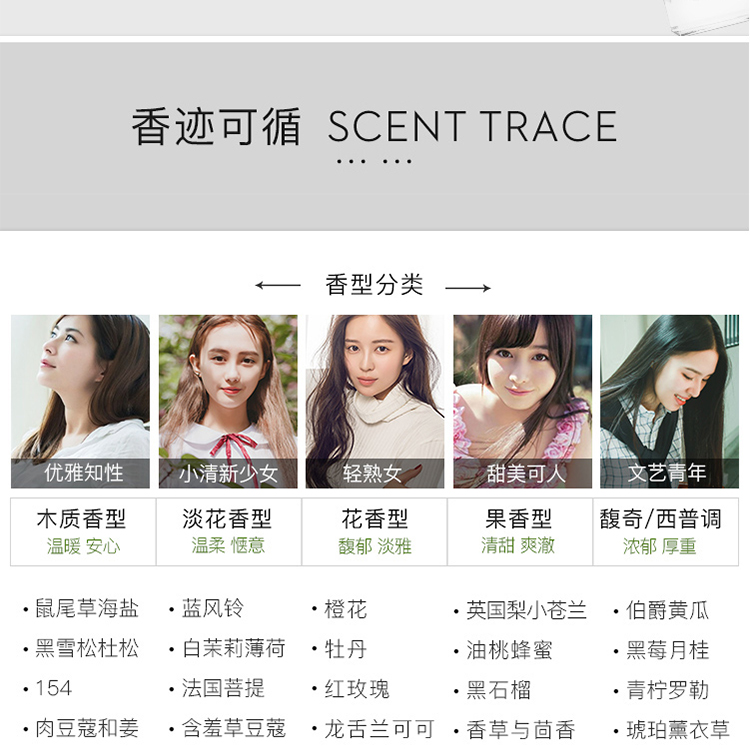 香迹可循 SCENT TRACE
香型分类
优雅知性 小清新少女 轻熟女 甜美可人 文艺青年
木质香型 淡花香型 花香型 果香型 馥奇/西普调
温暖 安心 温柔 惬意 馥郁 淡雅 清甜 爽澈 浓郁 厚重
·鼠尾草海盐 ·蓝风铃 ·橙花 ·英国梨小苍兰 ·伯爵黄瓜
·黑雪松杜松 ·白茉莉薄荷 ·牡丹 ·油桃蜂蜜 ·黑莓月桂
·154 ·法国菩提 ·红玫瑰 ·黑石榴 ·青柠罗勒
·肉豆蔻和姜 ·含羞草豆蔻 ·龙舌兰可可 ·香草与茴香 ·琥珀薰衣草